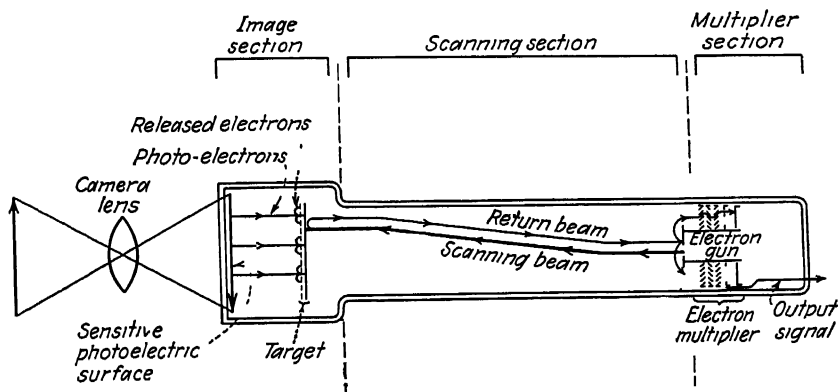 Image
section
Scanning section
Multiplier
section
Released electrons
Photo-electrons
Camera
lens
Return beam
Scanning beam
Electron
gun
Sensitive
photoelectric
surface
Target
Electron
multiplier
Output
signal